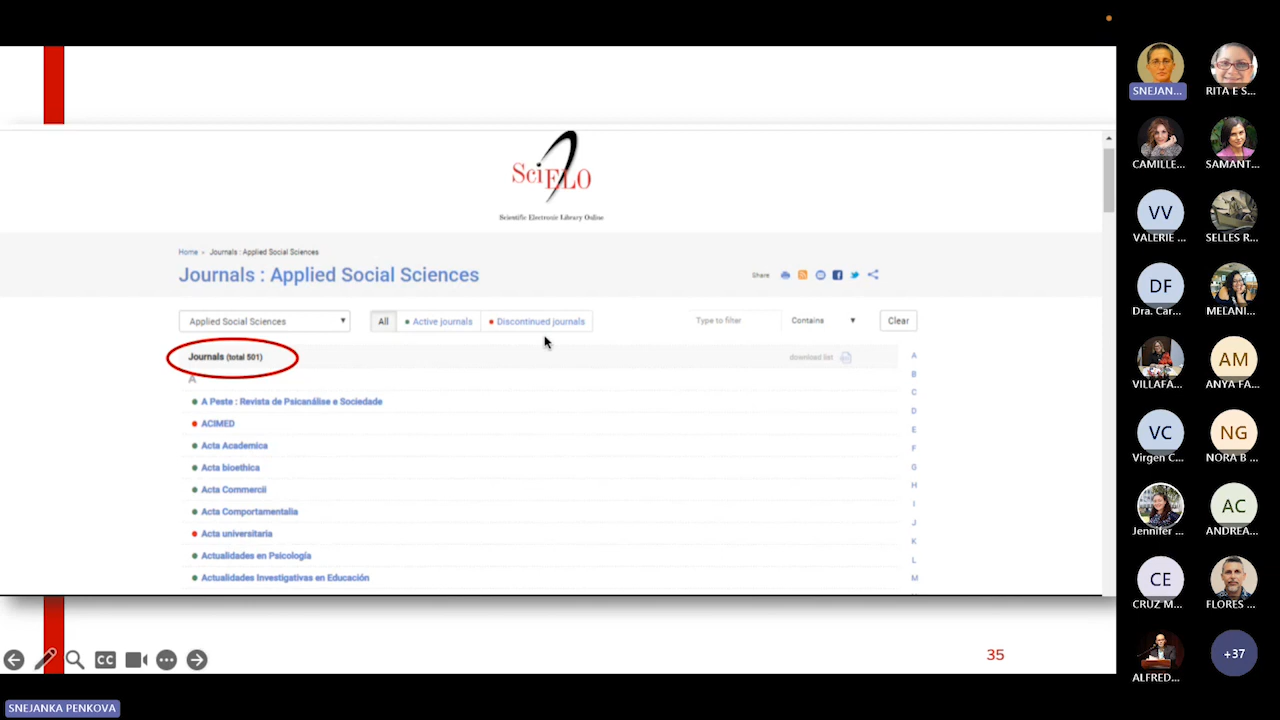 SciELO
Scientific Electronic Library Online
Home » Journals : Applied Social Sciences
Journals : Applied Social Sciences
Share
Applied Social Sciences
All
Active journals
Discontinued journals
Type to filter
Contains
Clear
Journals (total 501)
download list
A
A Peste : Revista de Psicanálise e Sociedade
ACIMED
Acta Academica
Acta bioethica
Acta Commercii
Acta Comportamentalia
Acta universitaria
Actualidades en Psicología
Actualidades Investigativas en Educación
A
B
C
D
E
F
G
H
I
J
K
L
M
35
CC
SNEJANKA PENKOVA
SNEJAN...
RITA E S...
CAMILLE...
SAMANT...
VV
VALERIE ...
SELLES R...
DF
Dra. Car...
MELANI...
VILLAFA...
AM
ANYA FA...
VC
Virgen C...
NG
NORA B ...
Jennifer ...
AC
ANDREA...
CE
CRUZ M...
FLORES ...
ALFRED...
+37